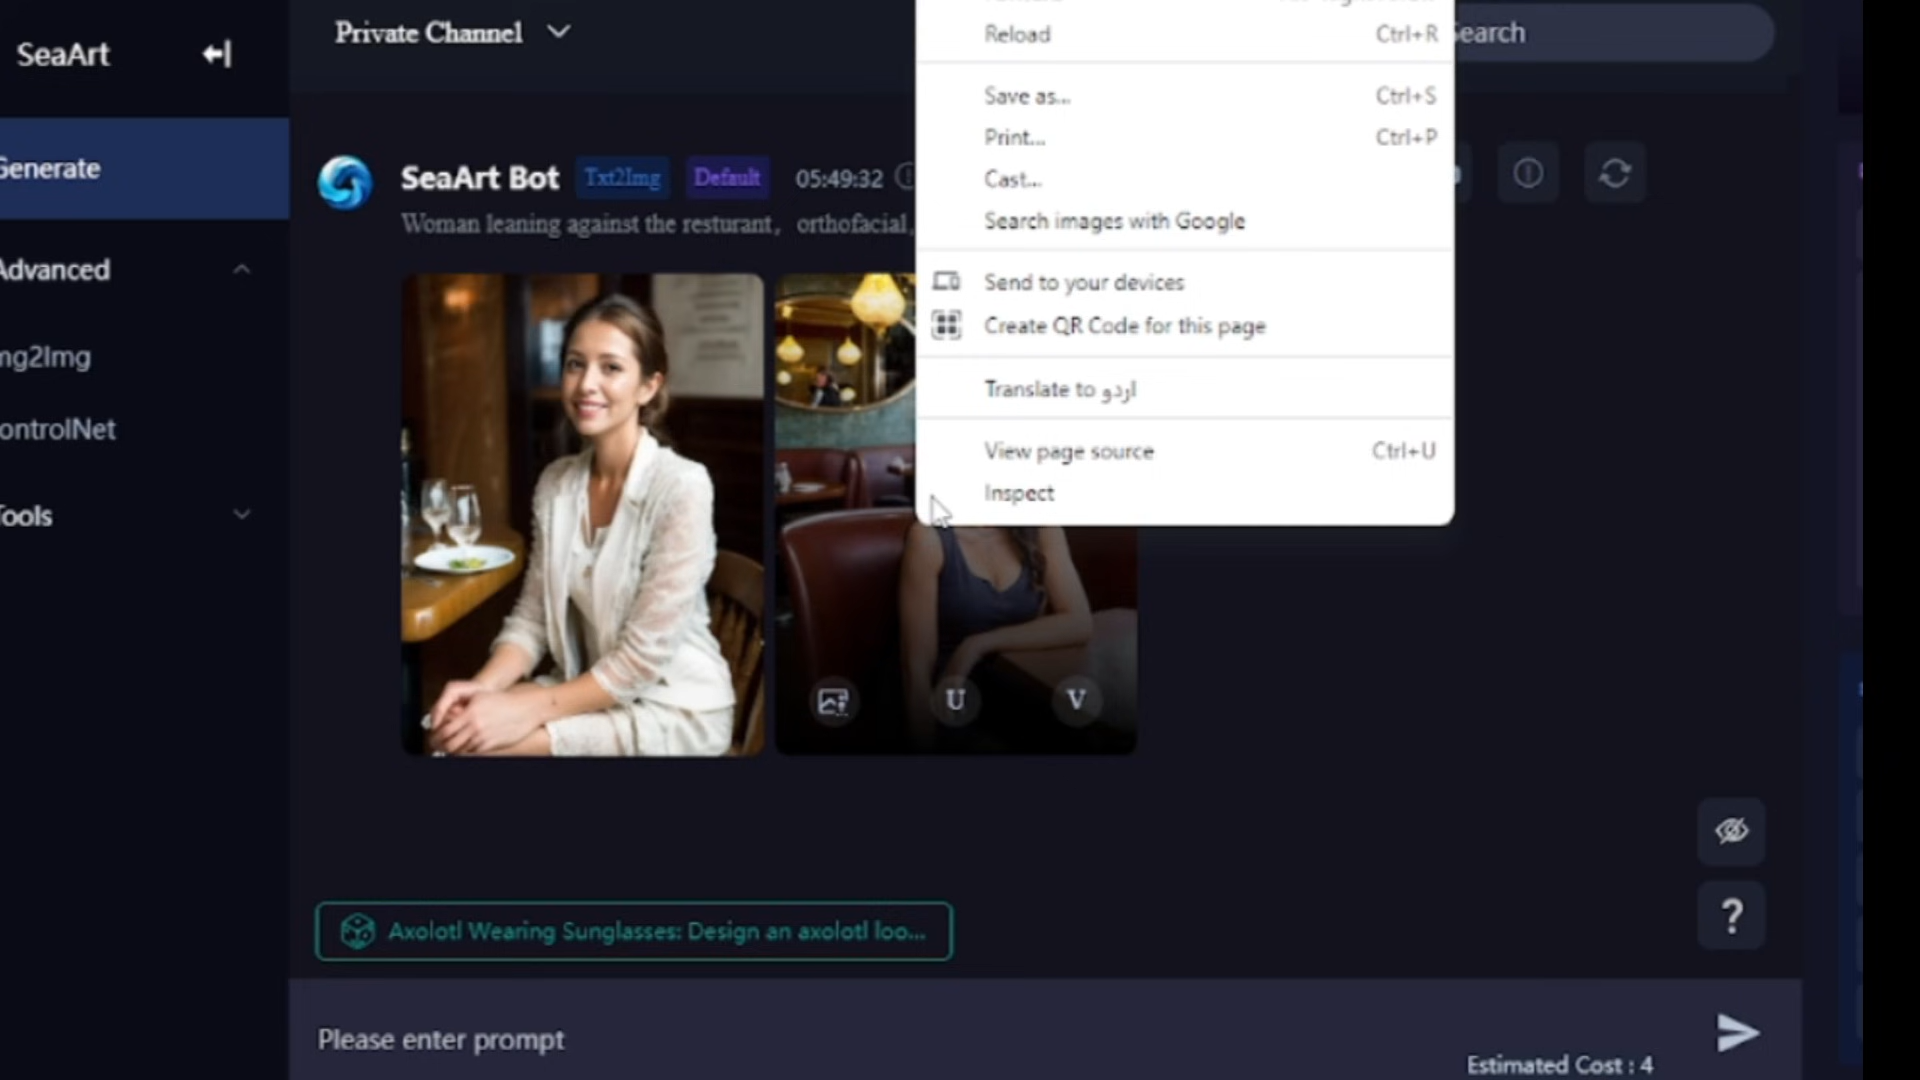 SeaArt
Private Channel
Search
Reload Ctrl+R
Save as... Ctrl+S
Print... Ctrl+P
Cast...
Search images with Google
Send to your devices
Create QR Code for this page
Translate to اردو
View page source Ctrl+U
Inspect
Generate
Advanced
mg2Img
ontrolNet
Tools
SeaArt Bot Txt2Img Default 05:49:32
Woman leaning against the resturant, orthofacial,
U V
Axolotl Wearing Sunglasses: Design an axolotl loo...
?
Please enter prompt
Estimated Cost : 4